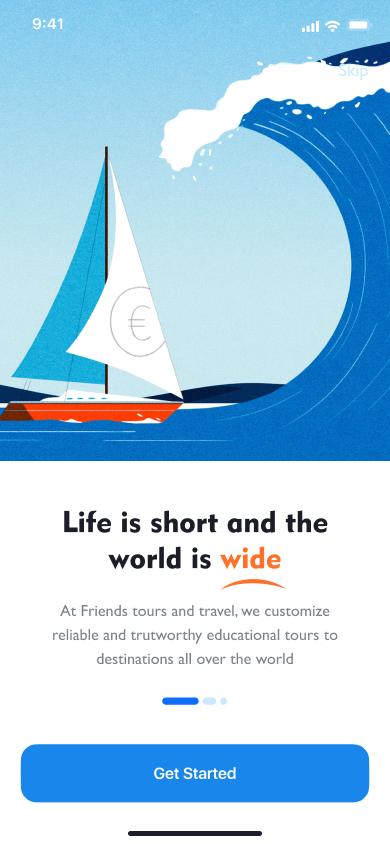 9:41
Skip
€
Life is short and the
world is wide
At Friends tours and travel, we customize
reliable and trutworthy educational tours to
destinations all over the world
Get Started